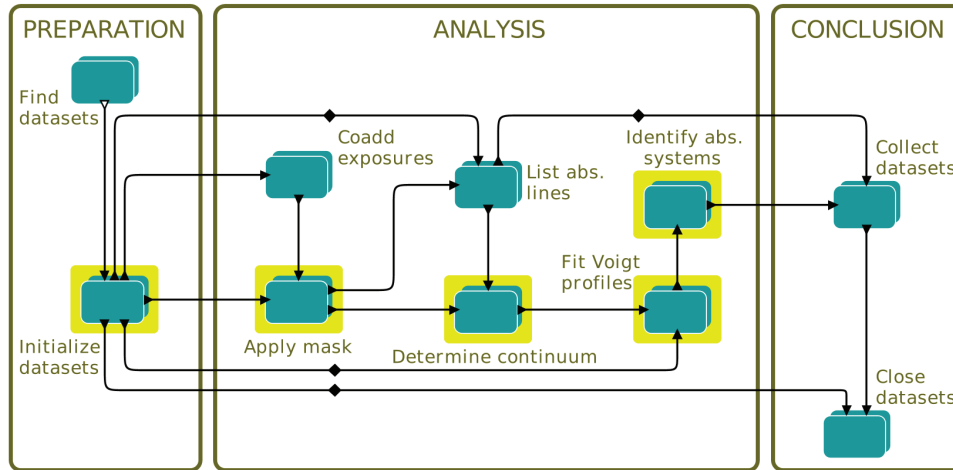 PREPARATION
ANALYSIS
CONCLUSION
Find
datasets
Coadd
exposures
Identify abs.
systems
List abs.
lines
Collect
datasets
Fit Voigt
profiles
Initialize
datasets
Apply mask
Determine continuum
Close
datasets